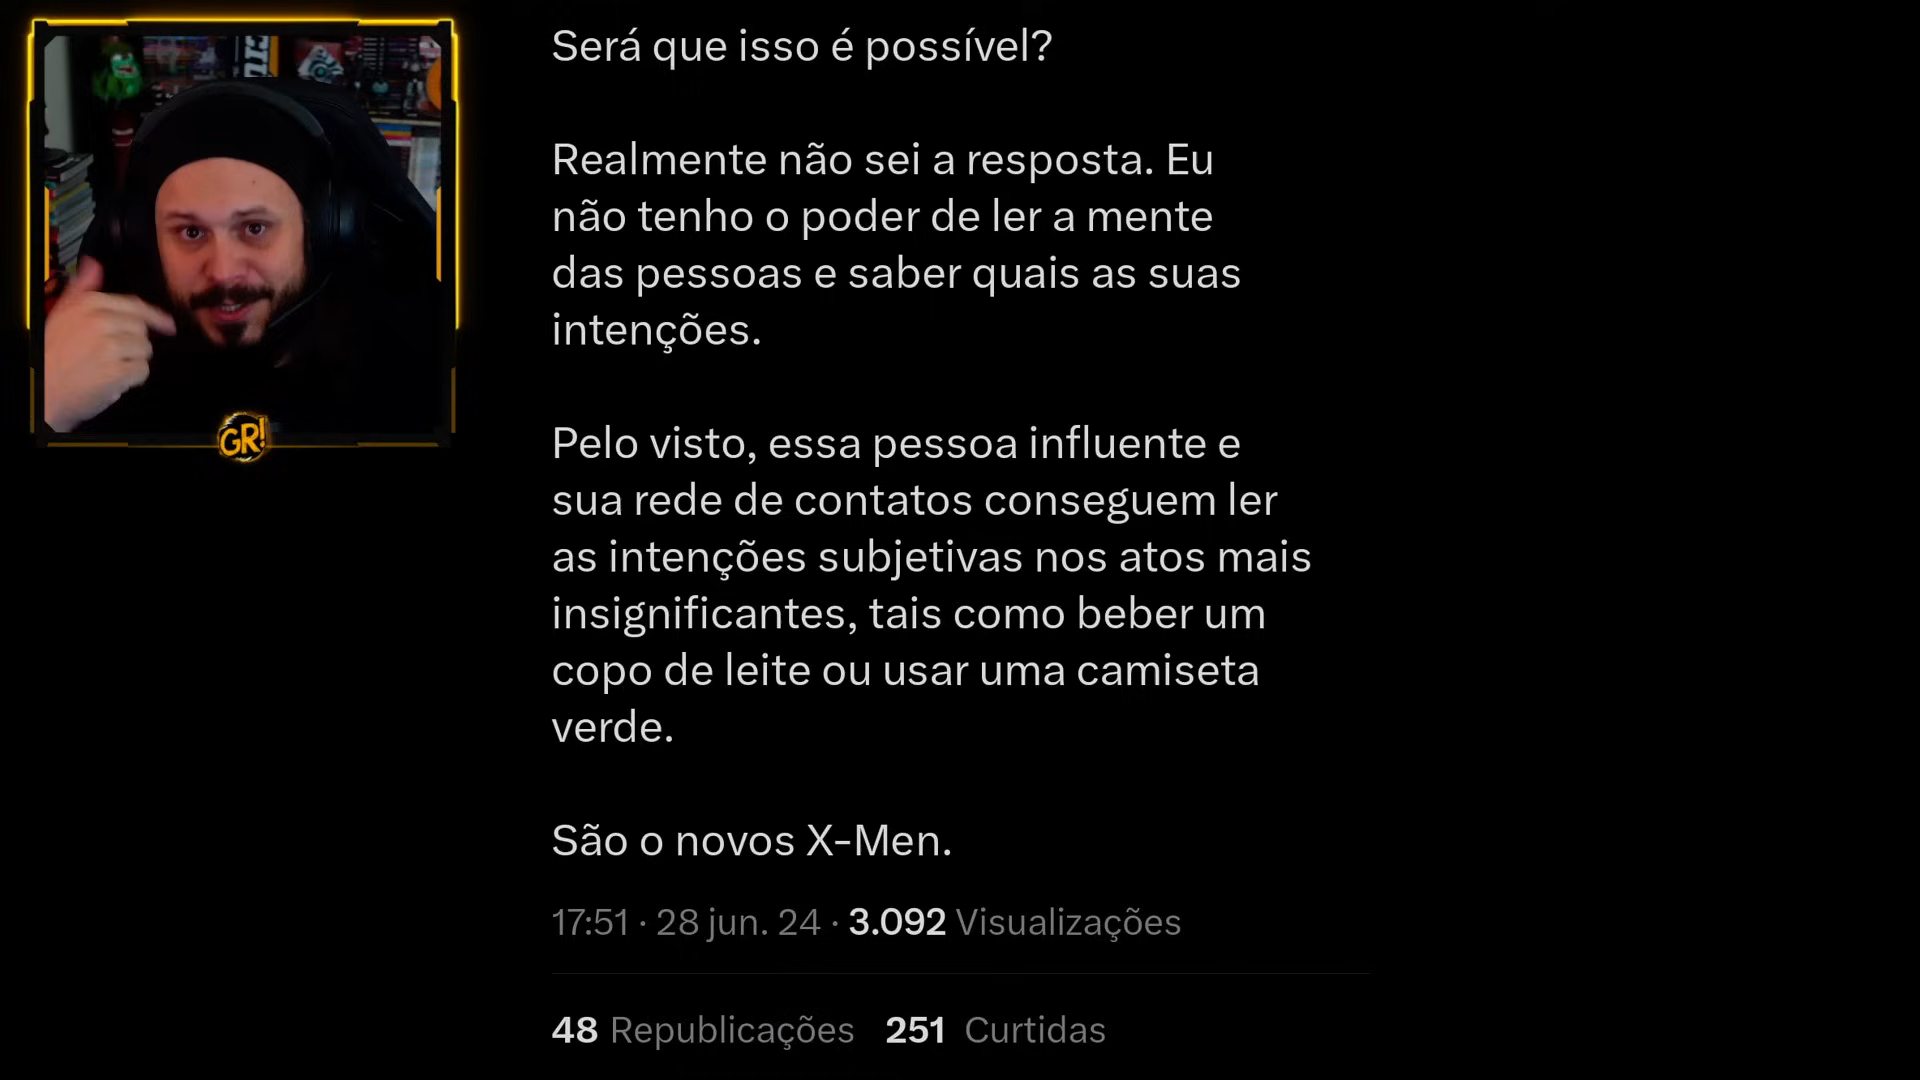 Será que isso é possível?
Realmente não sei a resposta. Eu
não tenho o poder de ler a mente
das pessoas e saber quais as suas
intenções.
Pelo visto, essa pessoa influente e
sua rede de contatos conseguem ler
as intenções subjetivas nos atos mais
insignificantes, tais como beber um
copo de leite ou usar uma camiseta
verde.
São o novos X-Men.
17:51 · 28 jun. 24 · 3.092 Visualizações
48 Republicações 251 Curtidas
GR!